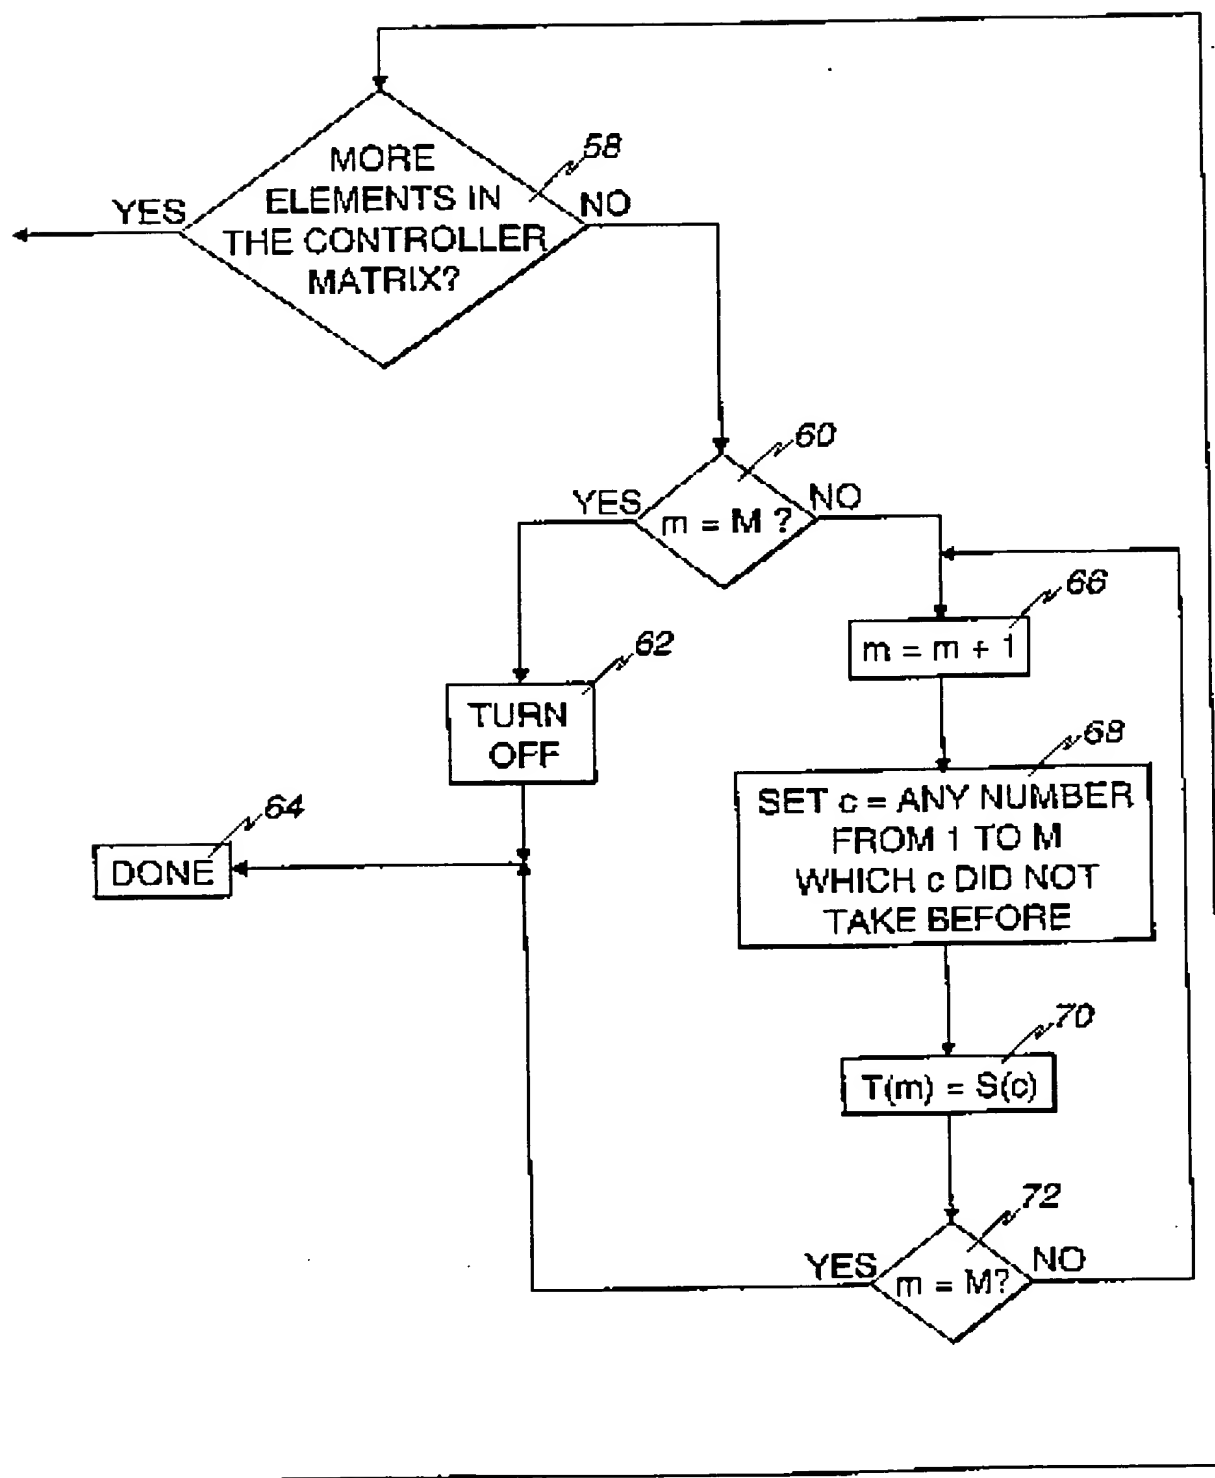 58
MORE
ELEMENTS IN
THE CONTROLLER
MATRIX?
YES
NO
60
m = M ?
YES
NO
66
m = m + 1
62
TURN
OFF
68
SET c = ANY NUMBER
FROM 1 TO M
WHICH c DID NOT
TAKE BEFORE
64
DONE
70
T(m) = S(c)
72
m = M?
YES
NO